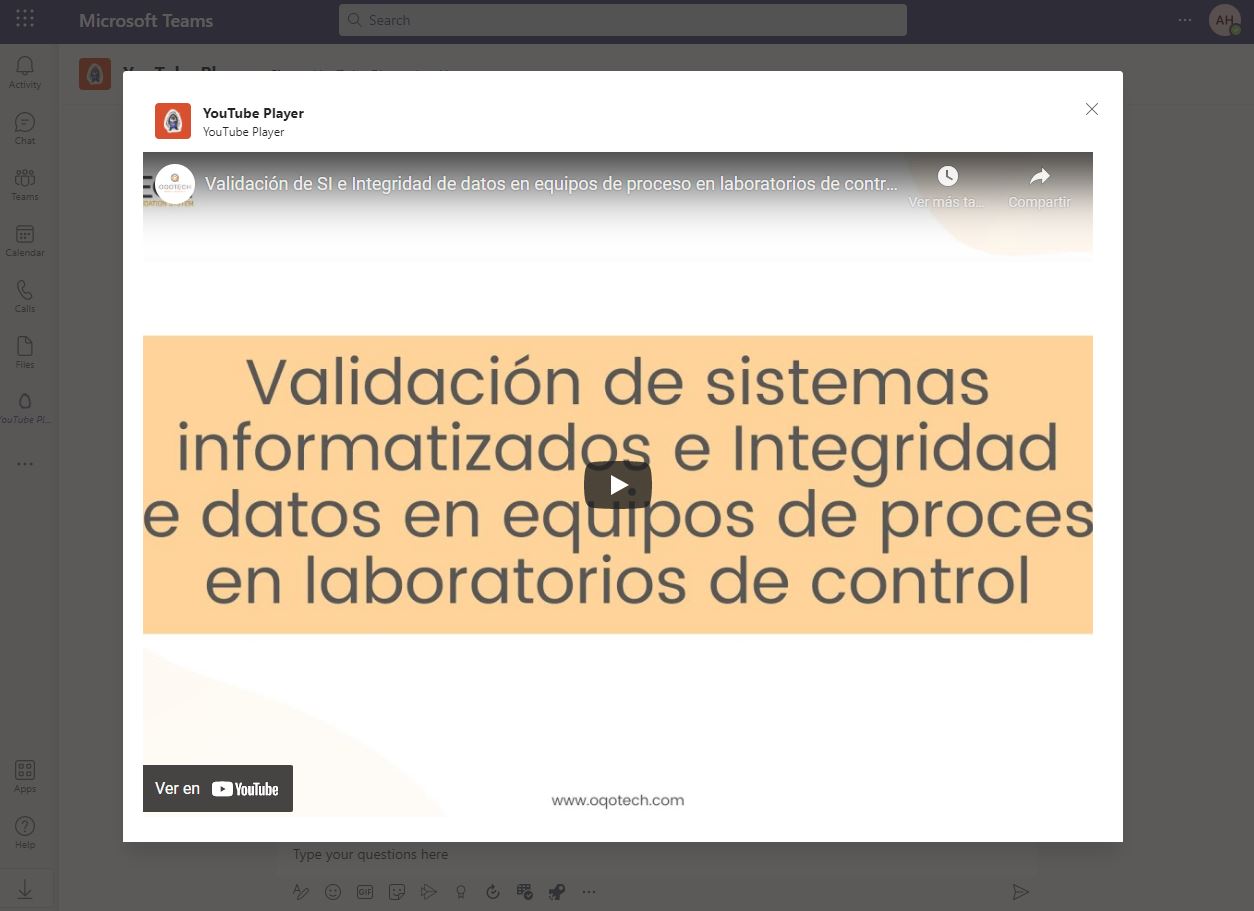 Microsoft Teams
Search
AH
Activity
Chat
Teams
Calendar
Calls
Files
YouTube Pl...
Apps
Help
YouTube Player
YouTube Player
OQOTECH
Validación de SI e Integridad de datos en equipos de proceso en laboratorios de contr...
Ver más ta...
Compartir
Validación de sistemas
informatizados e Integridad
e datos en equipos de proces
en laboratorios de control
Ver en YouTube
www.oqotech.com
Type your questions here
GIF